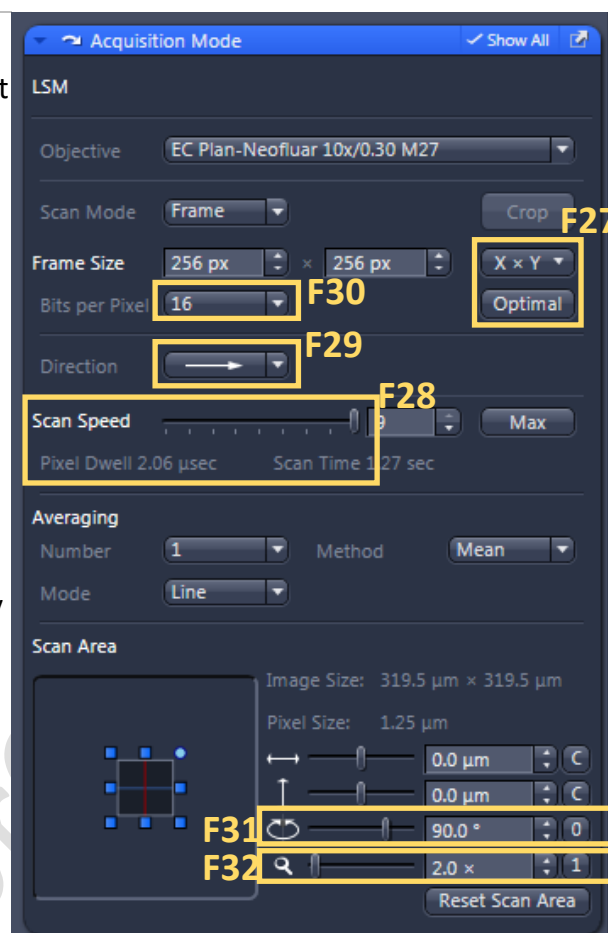 Acquisition Mode Show All
t
LSM
Objective EC Plan-Neofluar 10x/0.30 M27
Scan Mode Frame Crop
F27
Frame Size 256 px × 256 px X × Y
Bits per Pixel 16 F30 Optimal
Direction F29
F28
Scan Speed 9 Max
Pixel Dwell 2.06 μsec Scan Time 1.27 sec
Averaging
Number 1 Method Mean
Mode Line
Scan Area
Image Size: 319.5 μm × 319.5 μm
Pixel Size: 1.25 μm
0.0 μm C
0.0 μm C
F31 90.0 ° 0
F32 2.0 × 1
Reset Scan Area